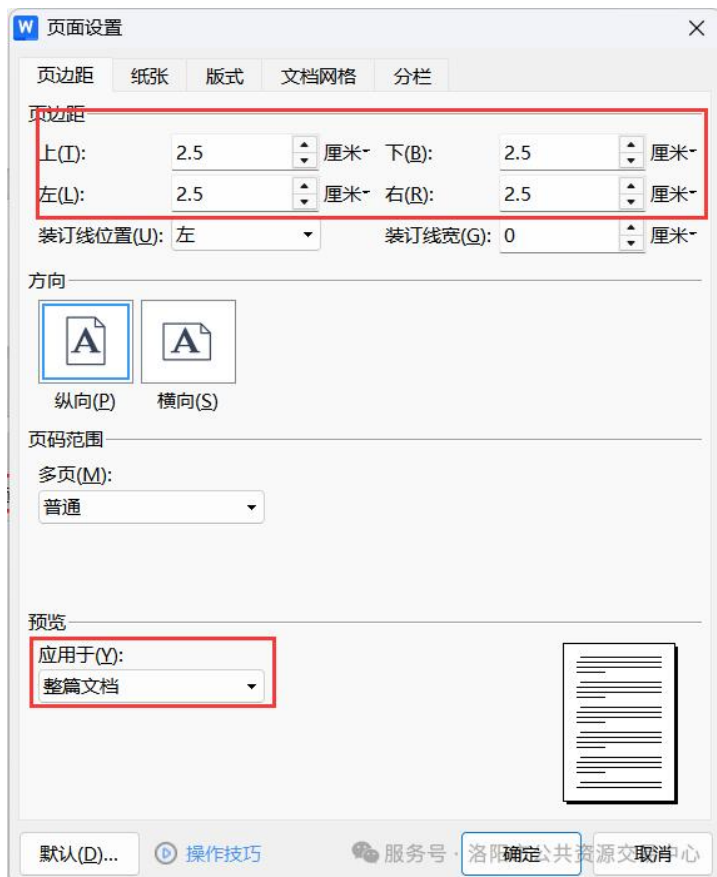 W 页面设置
页边距 纸张 版式 文档网格 分栏
页边距
上(T): 2.5 厘米 下(B): 2.5 厘米
左(L): 2.5 厘米 右(R): 2.5 厘米
装订线位置(U): 左 装订线宽(G): 0 厘米
方向
A A
纵向(P) 横向(S)
页码范围
多页(M):
普通
预览
应用于(Y):
整篇文档
默认(D)... 操作技巧 确定 取消
服务号 · 洛阳市公共资源交易中心